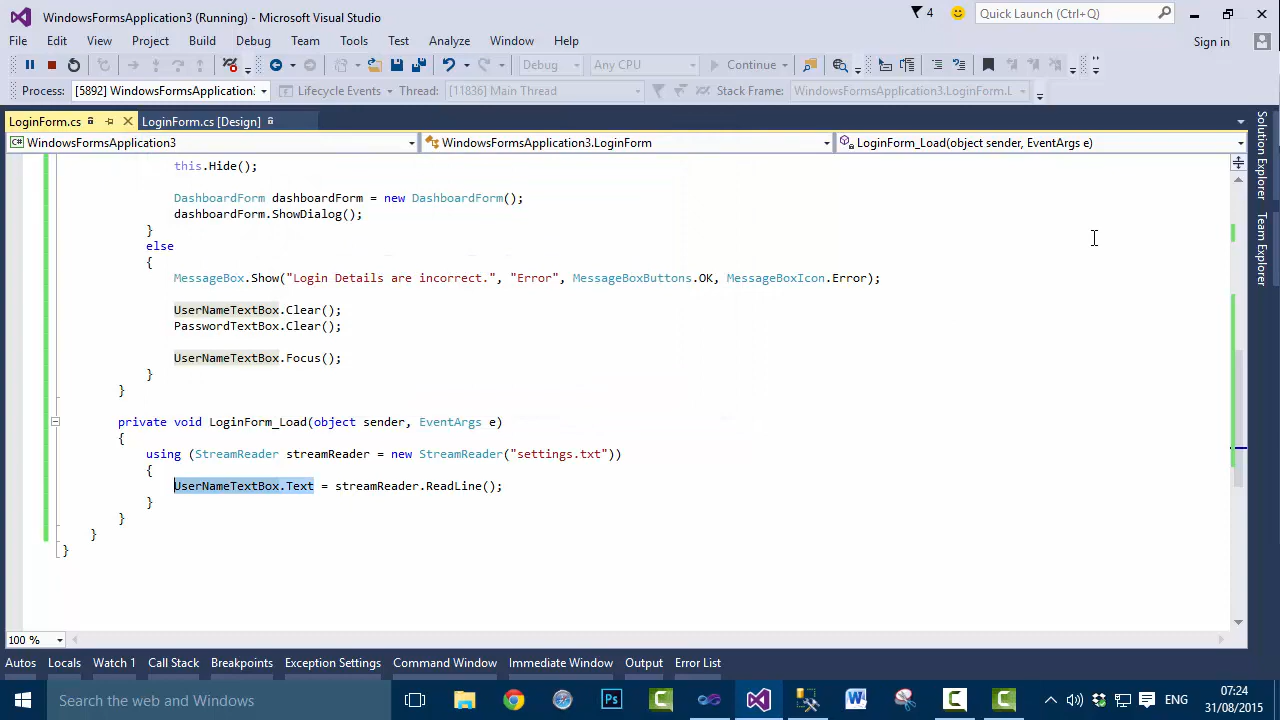 WindowsFormsApplication3 (Running) - Microsoft Visual Studio
4
Quick Launch (Ctrl+Q)
File Edit View Project Build Debug Team Tools Test Analyze Window Help
Sign in
Debug Any CPU Continue
Process: [5892] WindowsFormsApplication3 Lifecycle Events Thread: [11836] Main Thread Stack Frame: WindowsFormsApplication3.LoginForm.L
LoginForm.cs LoginForm.cs [Design]
WindowsFormsApplication3 WindowsFormsApplication3.LoginForm LoginForm_Load(object sender, EventArgs e)
this.Hide();
DashboardForm dashboardForm = new DashboardForm();
dashboardForm.ShowDialog();
}
else
{
MessageBox.Show("Login Details are incorrect.", "Error", MessageBoxButtons.OK, MessageBoxIcon.Error);
UserNameTextBox.Clear();
PasswordTextBox.Clear();
UserNameTextBox.Focus();
}
}
private void LoginForm_Load(object sender, EventArgs e)
{
using (StreamReader streamReader = new StreamReader("settings.txt"))
{
UserNameTextBox.Text = streamReader.ReadLine();
}
}
}
}
Solution Explorer
Team Explorer
100 %
Autos Locals Watch 1 Call Stack Breakpoints Exception Settings Command Window Immediate Window Output Error List
Search the web and Windows
Ps
ENG
07:24
31/08/2015